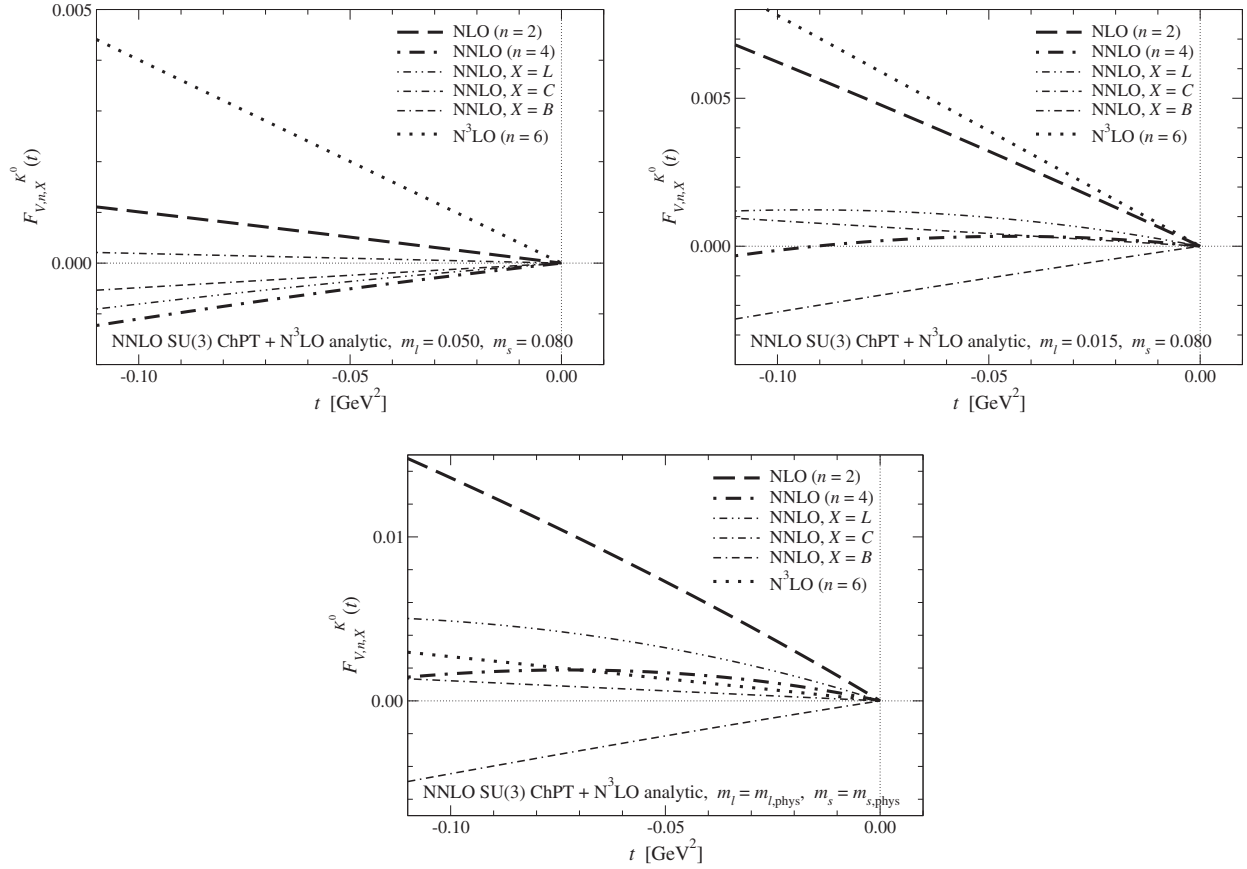 0.005
NLO (n = 2)
NNLO (n = 4)
NNLO, X = L
NNLO, X = C
NNLO, X = B
N³LO (n = 6)
F_{V,n,X}^{K⁰}(t)
0.000
NNLO SU(3) ChPT + N³LO analytic, m_l = 0.050, m_s = 0.080
-0.10
-0.05
0.00
t [GeV²]
NLO (n = 2)
NNLO (n = 4)
NNLO, X = L
NNLO, X = C
NNLO, X = B
N³LO (n = 6)
0.005
F_{V,n,X}^{K⁰}(t)
0.000
NNLO SU(3) ChPT + N³LO analytic, m_l = 0.015, m_s = 0.080
-0.10
-0.05
0.00
t [GeV²]
NLO (n = 2)
NNLO (n = 4)
NNLO, X = L
NNLO, X = C
NNLO, X = B
N³LO (n = 6)
0.01
F_{V,n,X}^{K⁰}(t)
0.00
NNLO SU(3) ChPT + N³LO analytic, m_l = m_{l,phys}, m_s = m_{s,phys}
-0.10
-0.05
0.00
t [GeV²]